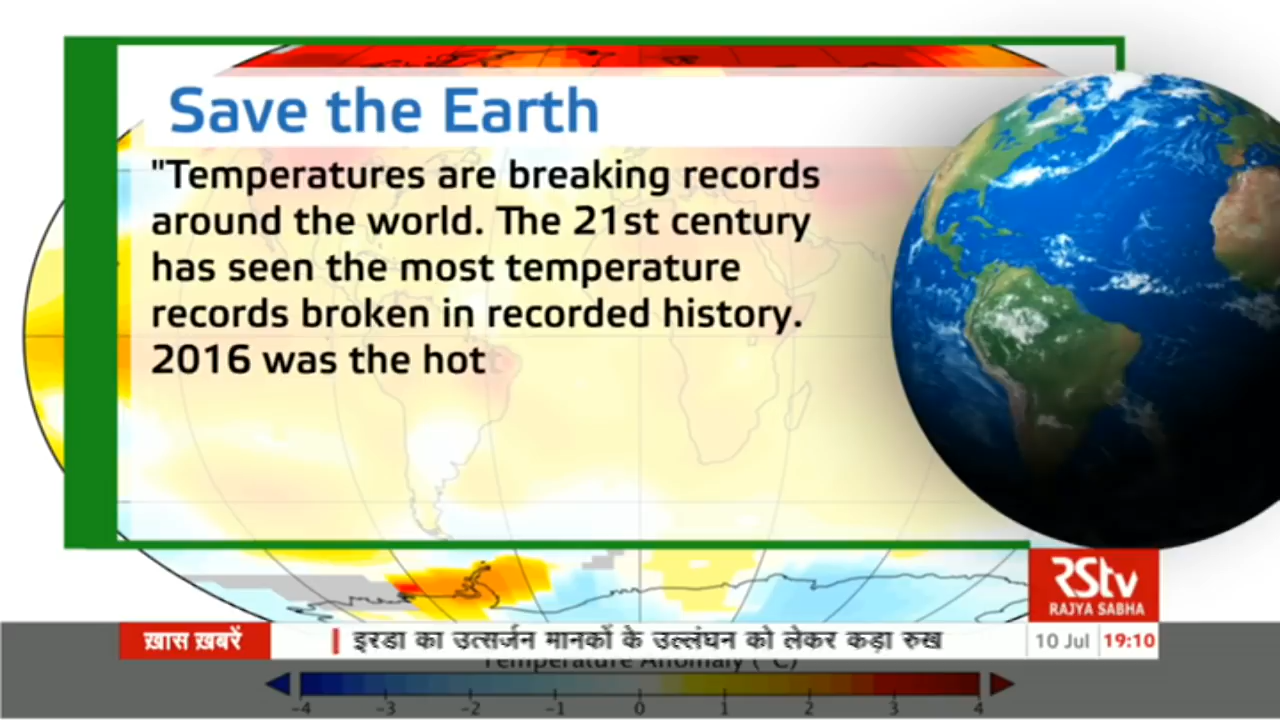 Save the Earth
"Temperatures are breaking records
around the world. The 21st century
has seen the most temperature
records broken in recorded history.
2016 was the hot
RStv
RAJYA SABHA
ख़ास ख़बरें
इरडा का उत्सर्जन मानकों के उल्लंघन को लेकर कड़ा रुख
10 Jul 19:10
Temperature Anomaly (°C)
-4 -3 -2 -1 0 1 2 3 4